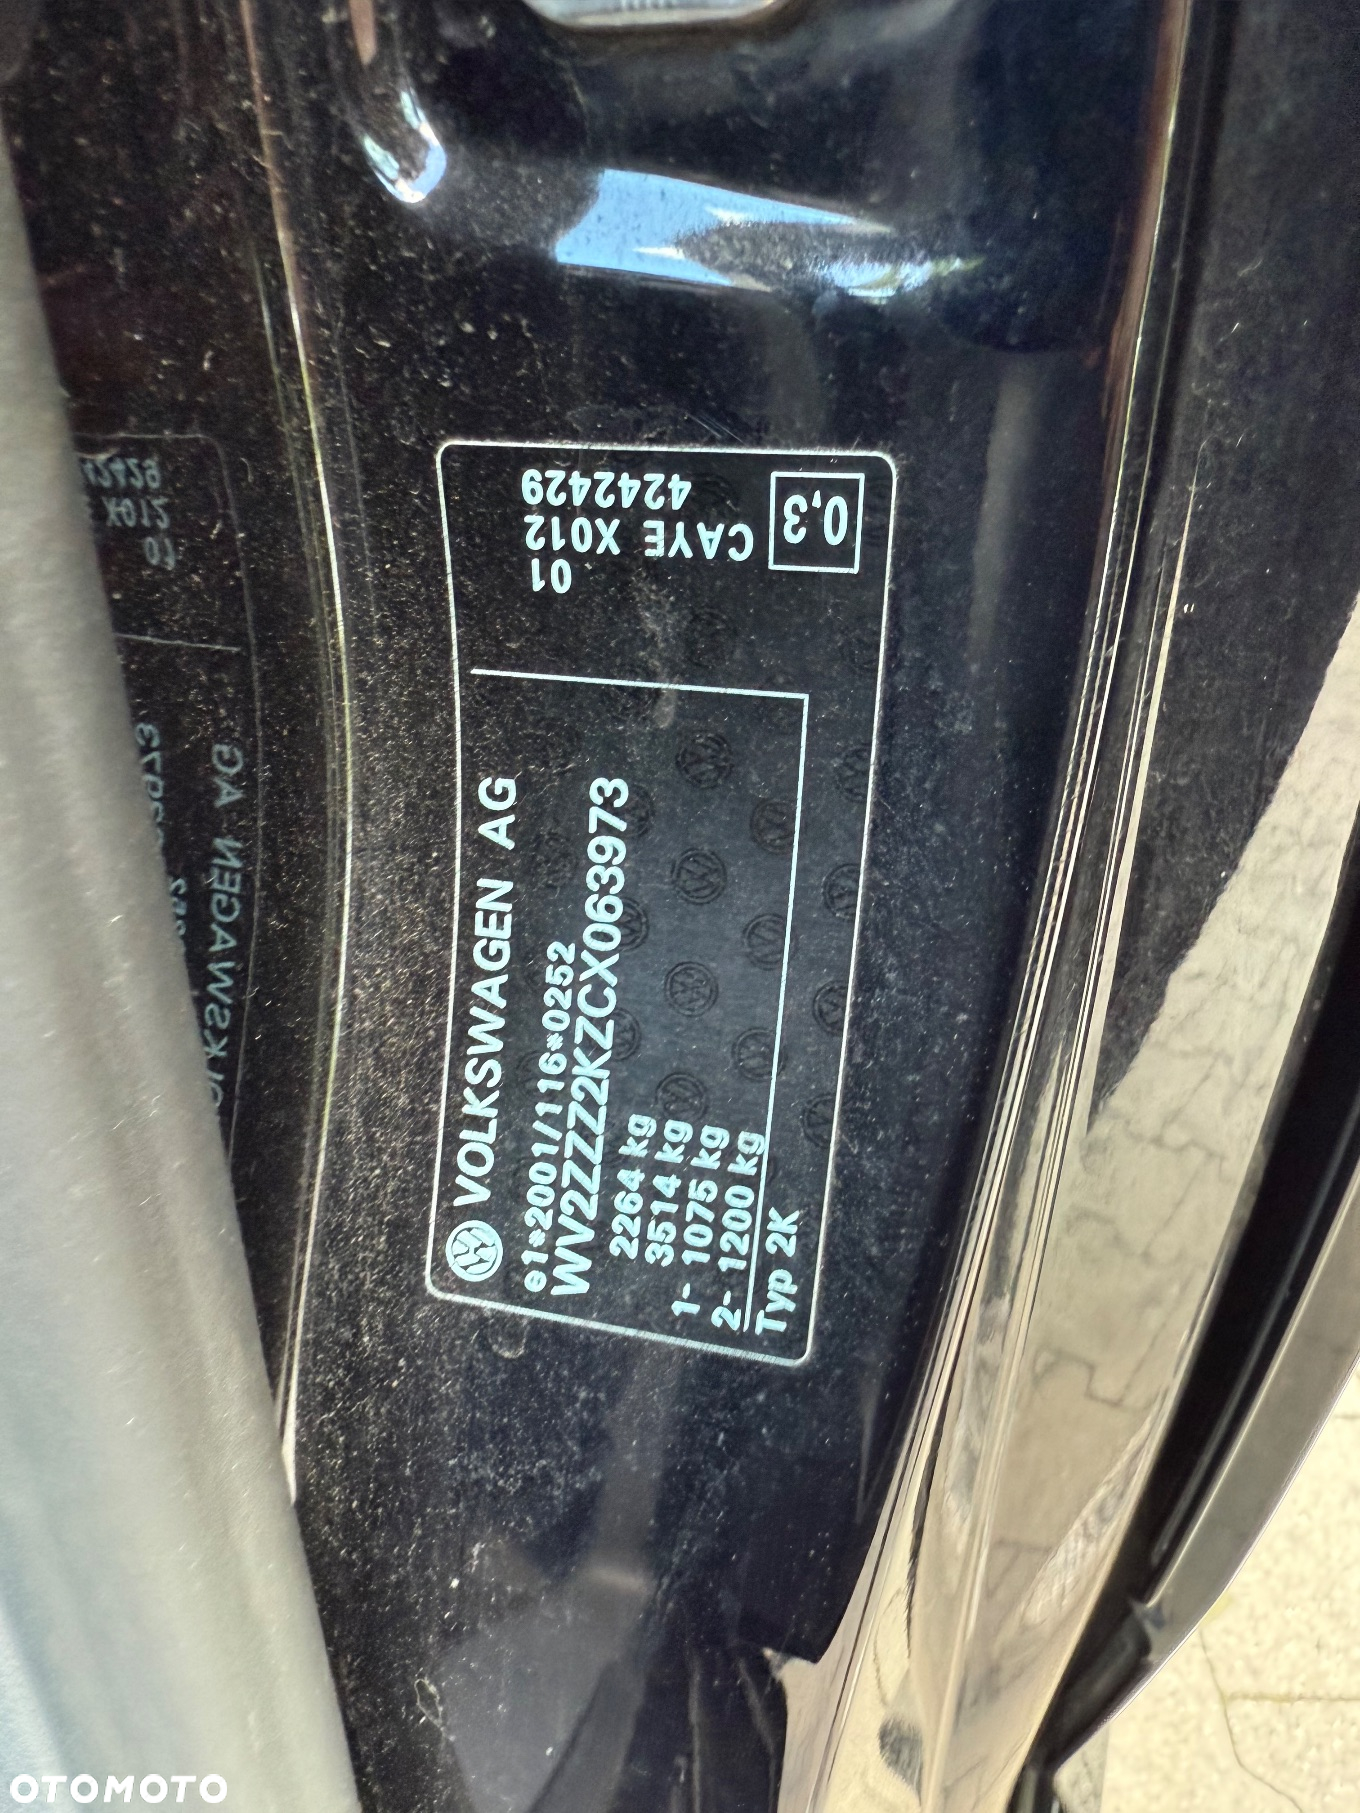 VOLKSWAGEN AG
e1*2001/116*0252
WV2ZZZ2KZCX063973
2264 kg
3514 kg
1- 1075 kg
2- 1200 kg
Typ 2K
01
CAYE X012
4242429
0,3
OTOMOTO